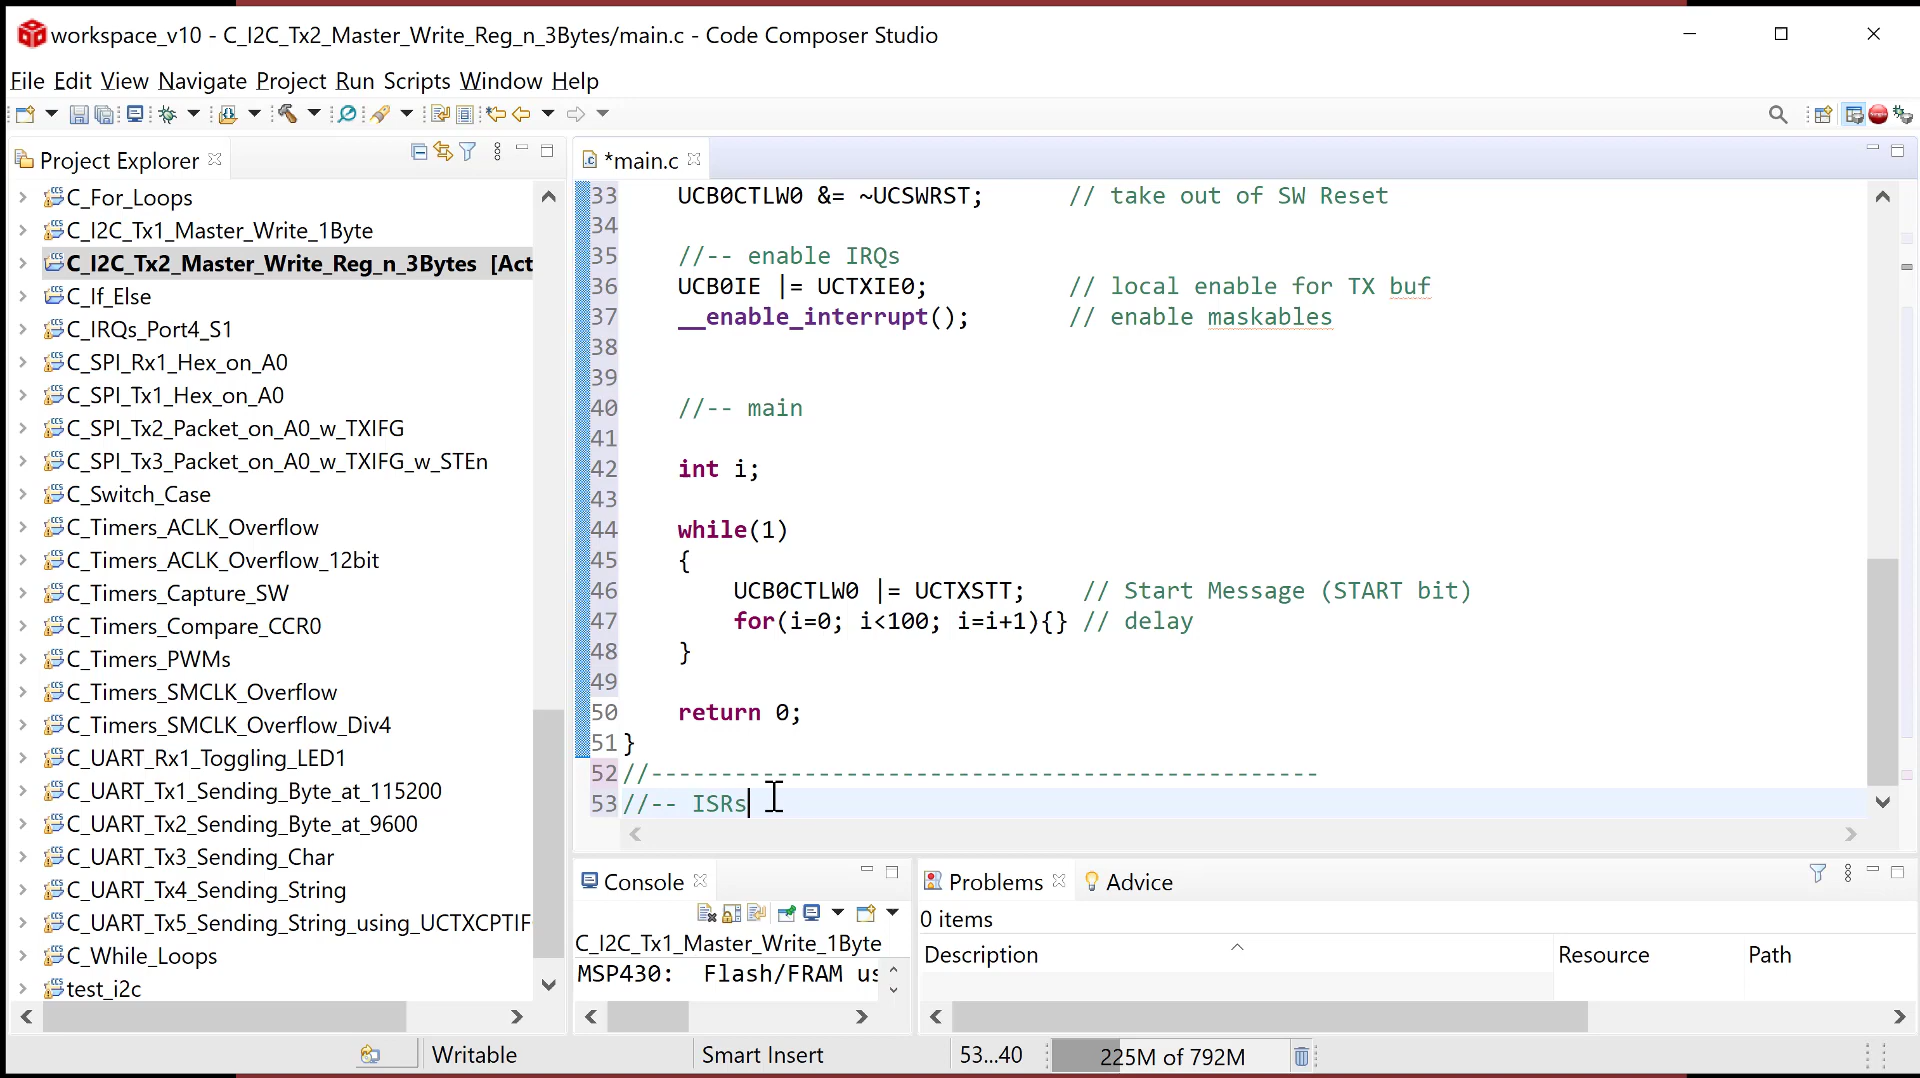 workspace_v10 - C_I2C_Tx2_Master_Write_Reg_n_3Bytes/main.c - Code Composer Studio
File Edit View Navigate Project Run Scripts Window Help
Project Explorer
C_For_Loops
C_I2C_Tx1_Master_Write_1Byte
C_I2C_Tx2_Master_Write_Reg_n_3Bytes [Act
C_If_Else
C_IRQs_Port4_S1
C_SPI_Rx1_Hex_on_A0
C_SPI_Tx1_Hex_on_A0
C_SPI_Tx2_Packet_on_A0_w_TXIFG
C_SPI_Tx3_Packet_on_A0_w_TXIFG_w_STEn
C_Switch_Case
C_Timers_ACLK_Overflow
C_Timers_ACLK_Overflow_12bit
C_Timers_Capture_SW
C_Timers_Compare_CCR0
C_Timers_PWMs
C_Timers_SMCLK_Overflow
C_Timers_SMCLK_Overflow_Div4
C_UART_Rx1_Toggling_LED1
C_UART_Tx1_Sending_Byte_at_115200
C_UART_Tx2_Sending_Byte_at_9600
C_UART_Tx3_Sending_Char
C_UART_Tx4_Sending_String
C_UART_Tx5_Sending_String_using_UCTXCPTIF
C_While_Loops
test_i2c
*main.c
33 UCB0CTLW0 &= ~UCSWRST; // take out of SW Reset
34
35 //-- enable IRQs
36 UCB0IE |= UCTXIE0; // local enable for TX buf
37 __enable_interrupt(); // enable maskables
38
39
40 //-- main
41
42 int i;
43
44 while(1)
45 {
46 UCB0CTLW0 |= UCTXSTT; // Start Message (START bit)
47 for(i=0; i<100; i=i+1){} // delay
48 }
49
50 return 0;
51 }
52 //------------------------------------------------
53 //-- ISRs
Console
C_I2C_Tx1_Master_Write_1Byte
MSP430: Flash/FRAM us
Problems Advice
0 items
Description Resource Path
Writable Smart Insert 53...40 225M of 792M